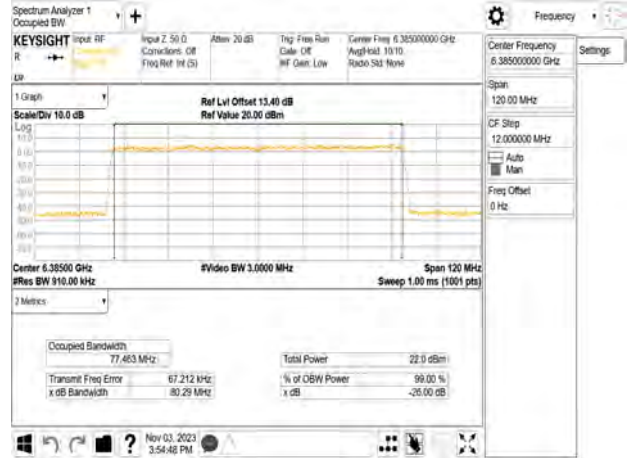 Spectrum Analyzer 1
Occupied BW
Frequency
KEYSIGHT
Input: RF
R
Input Z: 50 Ω
Corrections: Off
Freq Ref: Int (S)
Atten: 20 dB
Trig: Free Run
Gate: Off
#IF Gain: Low
Center Freq: 6.385000000 GHz
Avg|Hold: 10/10
Radio Std: None
1 Graph
Scale/Div 10.0 dB
Ref Lvl Offset 13.40 dB
Ref Value 20.00 dBm
Log
Center 6.38500 GHz
#Res BW 910.00 kHz
#Video BW 3.0000 MHz
Span 120 MHz
Sweep 1.00 ms (1001 pts)
2 Metrics
Occupied Bandwidth
77.463 MHz
Transmit Freq Error
67.212 kHz
x dB Bandwidth
80.29 MHz
Total Power
22.0 dBm
% of OBW Power
99.00 %
x dB
-26.00 dB
Nov 03, 2023
3:54:48 PM
?
Center Frequency
6.385000000 GHz
Settings
Span
120.00 MHz
CF Step
12.000000 MHz
Auto
Man
Freq Offset
0 Hz